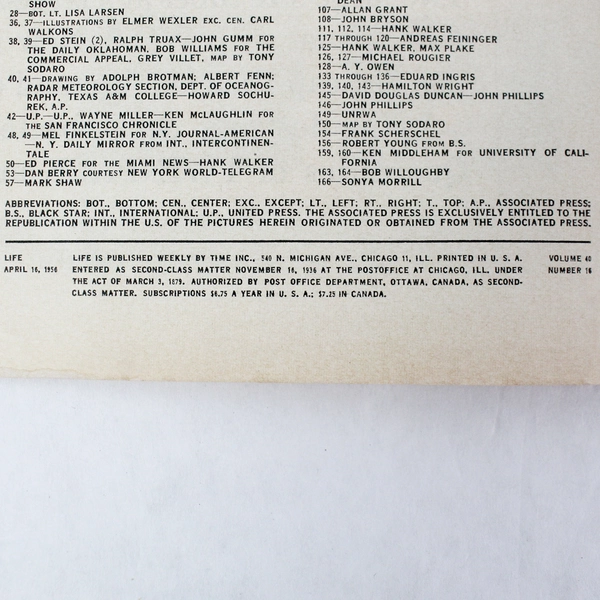 SHOW
28—BOT. LT. LISA LARSEN
36, 37—ILLUSTRATIONS BY ELMER WEXLER EXC. CEN. CARL
WALKONS
38, 39—ED STEIN (2), RALPH TRUAX—JOHN GUMM FOR
THE DAILY OKLAHOMAN, BOB WILLIAMS FOR THE
COMMERCIAL APPEAL, GREY VILLET, MAP BY TONY
SODARO
40, 41—DRAWING BY ADOLPH BROTMAN; ALBERT FENN;
RADAR METEOROLOGY SECTION, DEPT. OF OCEANOG-
RAPHY, TEXAS A&M COLLEGE—HOWARD SOCHU-
REK, A.P.
42—U.P.—U.P., WAYNE MILLER—KEN McLAUGHLIN FOR
THE SAN FRANCISCO CHRONICLE
48, 49—MEL FINKELSTEIN FOR N.Y. JOURNAL-AMERICAN
—N. Y. DAILY MIRROR FROM INT., INTERCONTINEN-
TALE
50—ED PIERCE FOR THE MIAMI NEWS—HANK WALKER
53—DAN BERRY COURTESY NEW YORK WORLD-TELEGRAM
57—MARK SHAW
DEAN
107—ALLAN GRANT
108—JOHN BRYSON
111, 112, 114—HANK WALKER
117 THROUGH 120—ANDREAS FEININGER
125—HANK WALKER, MAX PLAKE
126, 127—MICHAEL ROUGIER
128—A. Y. OWEN
133 THROUGH 136—EDUARD INGRIS
139, 140, 143—HAMILTON WRIGHT
145—DAVID DOUGLAS DUNCAN—JOHN PHILLIPS
146—JOHN PHILLIPS
149—UNRWA
150—MAP BY TONY SODARO
154—FRANK SCHERSCHEL
156—ROBERT YOUNG FROM B.S.
159, 160—KEN MIDDLEHAM FOR UNIVERSITY OF CALI-
FORNIA
163, 164—BOB WILLOUGHBY
166—SONYA MORRILL
ABBREVIATIONS: BOT., BOTTOM; CEN., CENTER; EXC., EXCEPT; LT., LEFT; RT., RIGHT; T., TOP; A.P., ASSOCIATED PRESS;
B.S., BLACK STAR; INT., INTERNATIONAL; U.P., UNITED PRESS. THE ASSOCIATED PRESS IS EXCLUSIVELY ENTITLED TO THE
REPUBLICATION WITHIN THE U.S. OF THE PICTURES HEREIN ORIGINATED OR OBTAINED FROM THE ASSOCIATED PRESS.
LIFE
APRIL 16, 1956
LIFE IS PUBLISHED WEEKLY BY TIME INC., 540 N. MICHIGAN AVE., CHICAGO 11, ILL. PRINTED IN U. S. A.
ENTERED AS SECOND-CLASS MATTER NOVEMBER 16, 1936 AT THE POSTOFFICE AT CHICAGO, ILL. UNDER
THE ACT OF MARCH 3, 1879. AUTHORIZED BY POST OFFICE DEPARTMENT, OTTAWA, CANADA, AS SECOND-
CLASS MATTER. SUBSCRIPTIONS $6.75 A YEAR IN U. S. A.; $7.25 IN CANADA.
VOLUME 40
NUMBER 16